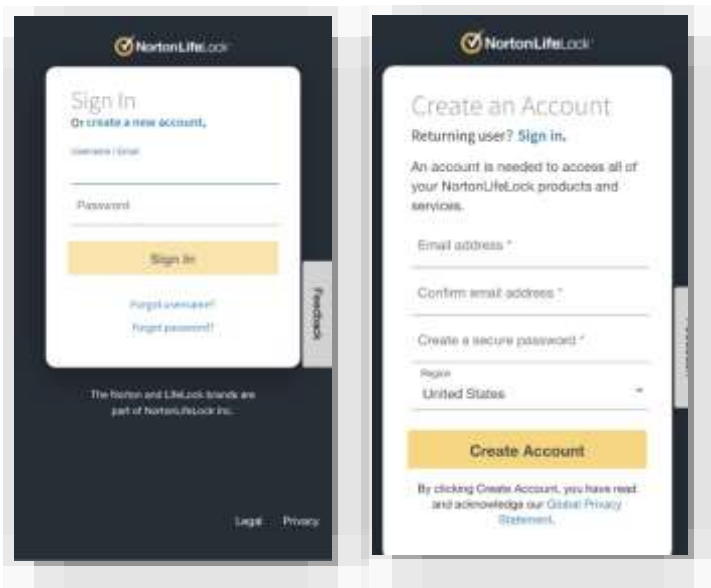 NortonLifeLock
Sign In
Or create a new account.
Username / Email
Password
Sign In
Forgot username?
Forgot password?
Feedback
The Norton and LifeLock brands are
part of NortonLifeLock Inc.
Legal Privacy
NortonLifeLock
Create an Account
Returning user? Sign in.
An account is needed to access all of
your NortonLifeLock products and
services.
Email address *
Confirm email address *
Create a secure password *
Region
United States
Create Account
By clicking Create Account, you have read
and acknowledge our Global Privacy
Statement.